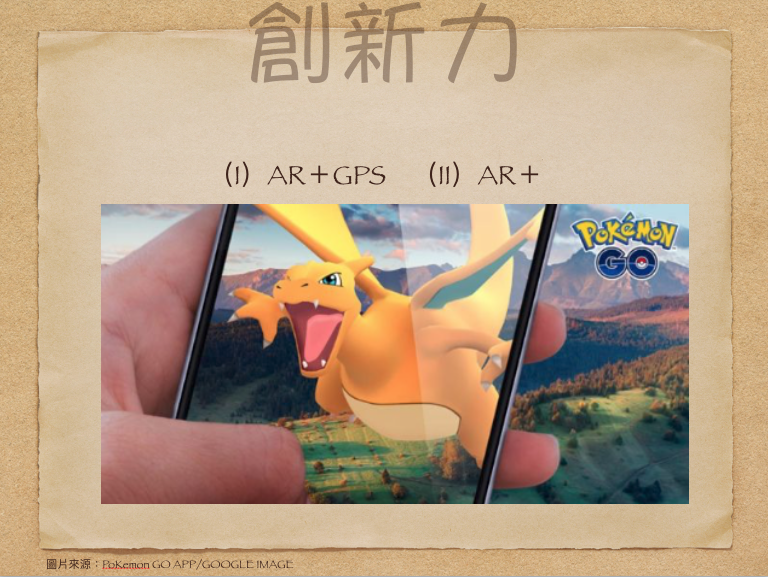 創新力
(I) AR+GPS (II) AR+
POKÉMON
GO
圖片來源：POKEMON GO APP/GOOGLE IMAGE